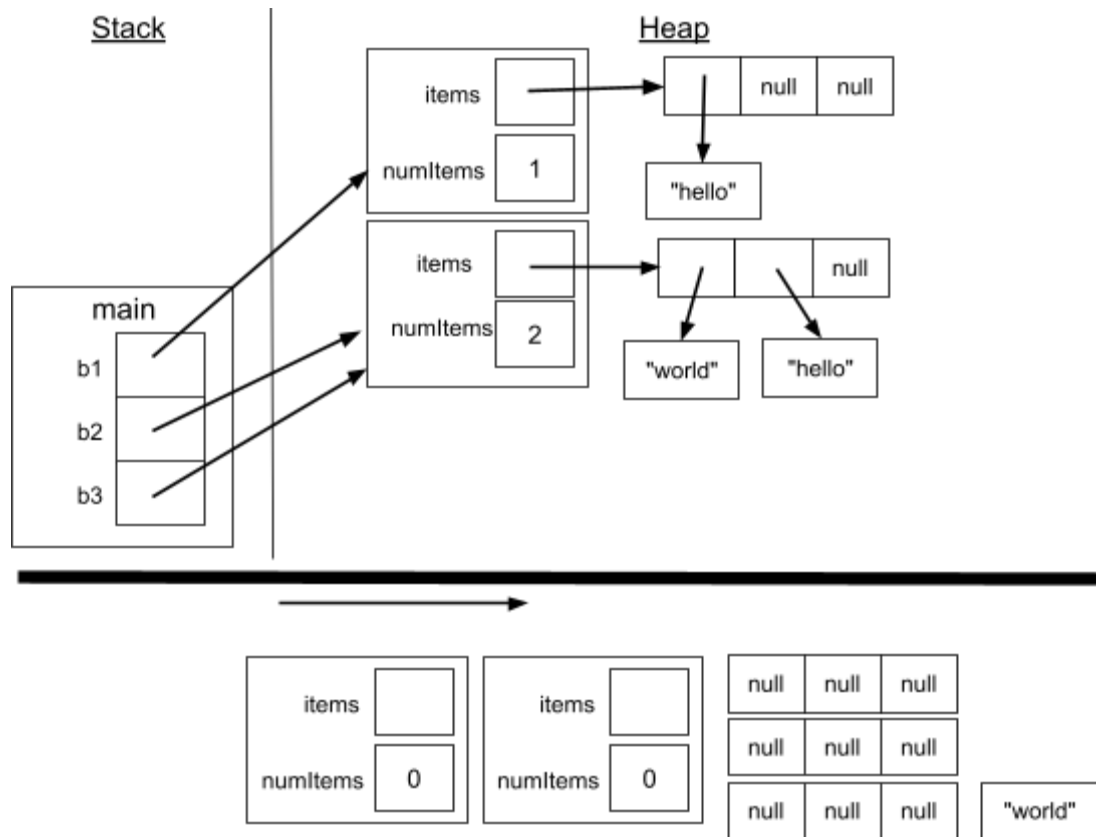 Stack
Heap
items
null
null
numItems
1
"hello"
items
null
main
numItems
2
b1
"world"
"hello"
b2
b3
items
items
null
null
null
null
null
null
numItems
0
numItems
0
null
null
null
"world"